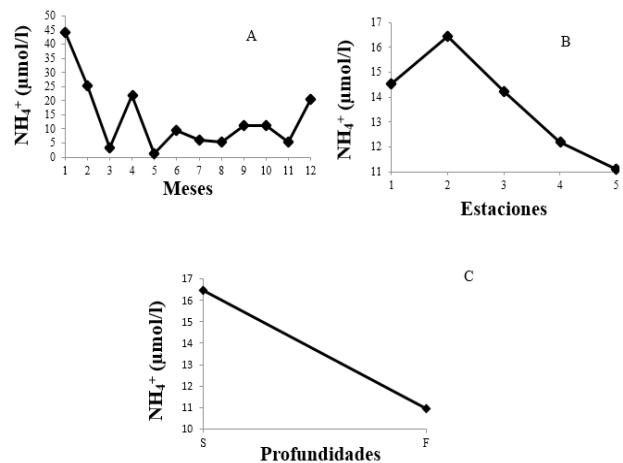 A
NH₄⁺ (µmol/l)
50
45
40
35
30
25
20
15
10
5
0
1 2 3 4 5 6 7 8 9 10 11 12
Meses
B
NH₄⁺ (µmol/l)
17
16
15
14
13
12
11
1 2 3 4 5
Estaciones
C
NH₄⁺ (µmol/l)
17
16
15
14
13
12
11
10
S F
Profundidades